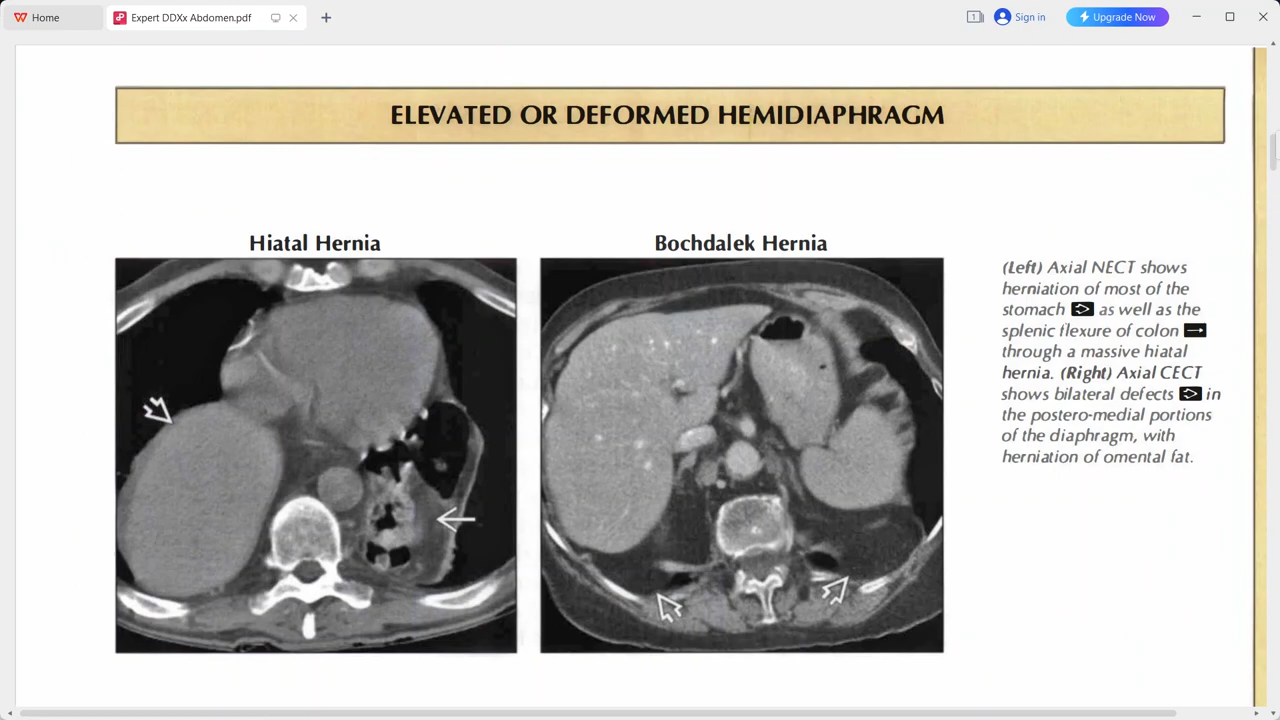 Home
Expert DDXx Abdomen.pdf
1
Sign in
Upgrade Now
ELEVATED OR DEFORMED HEMIDIAPHRAGM
Hiatal Hernia
Bochdalek Hernia
(Left) Axial NECT shows
herniation of most of the
stomach as well as the
splenic flexure of colon
through a massive hiatal
hernia. (Right) Axial CECT
shows bilateral defects in
the postero-medial portions
of the diaphragm, with
herniation of omental fat.